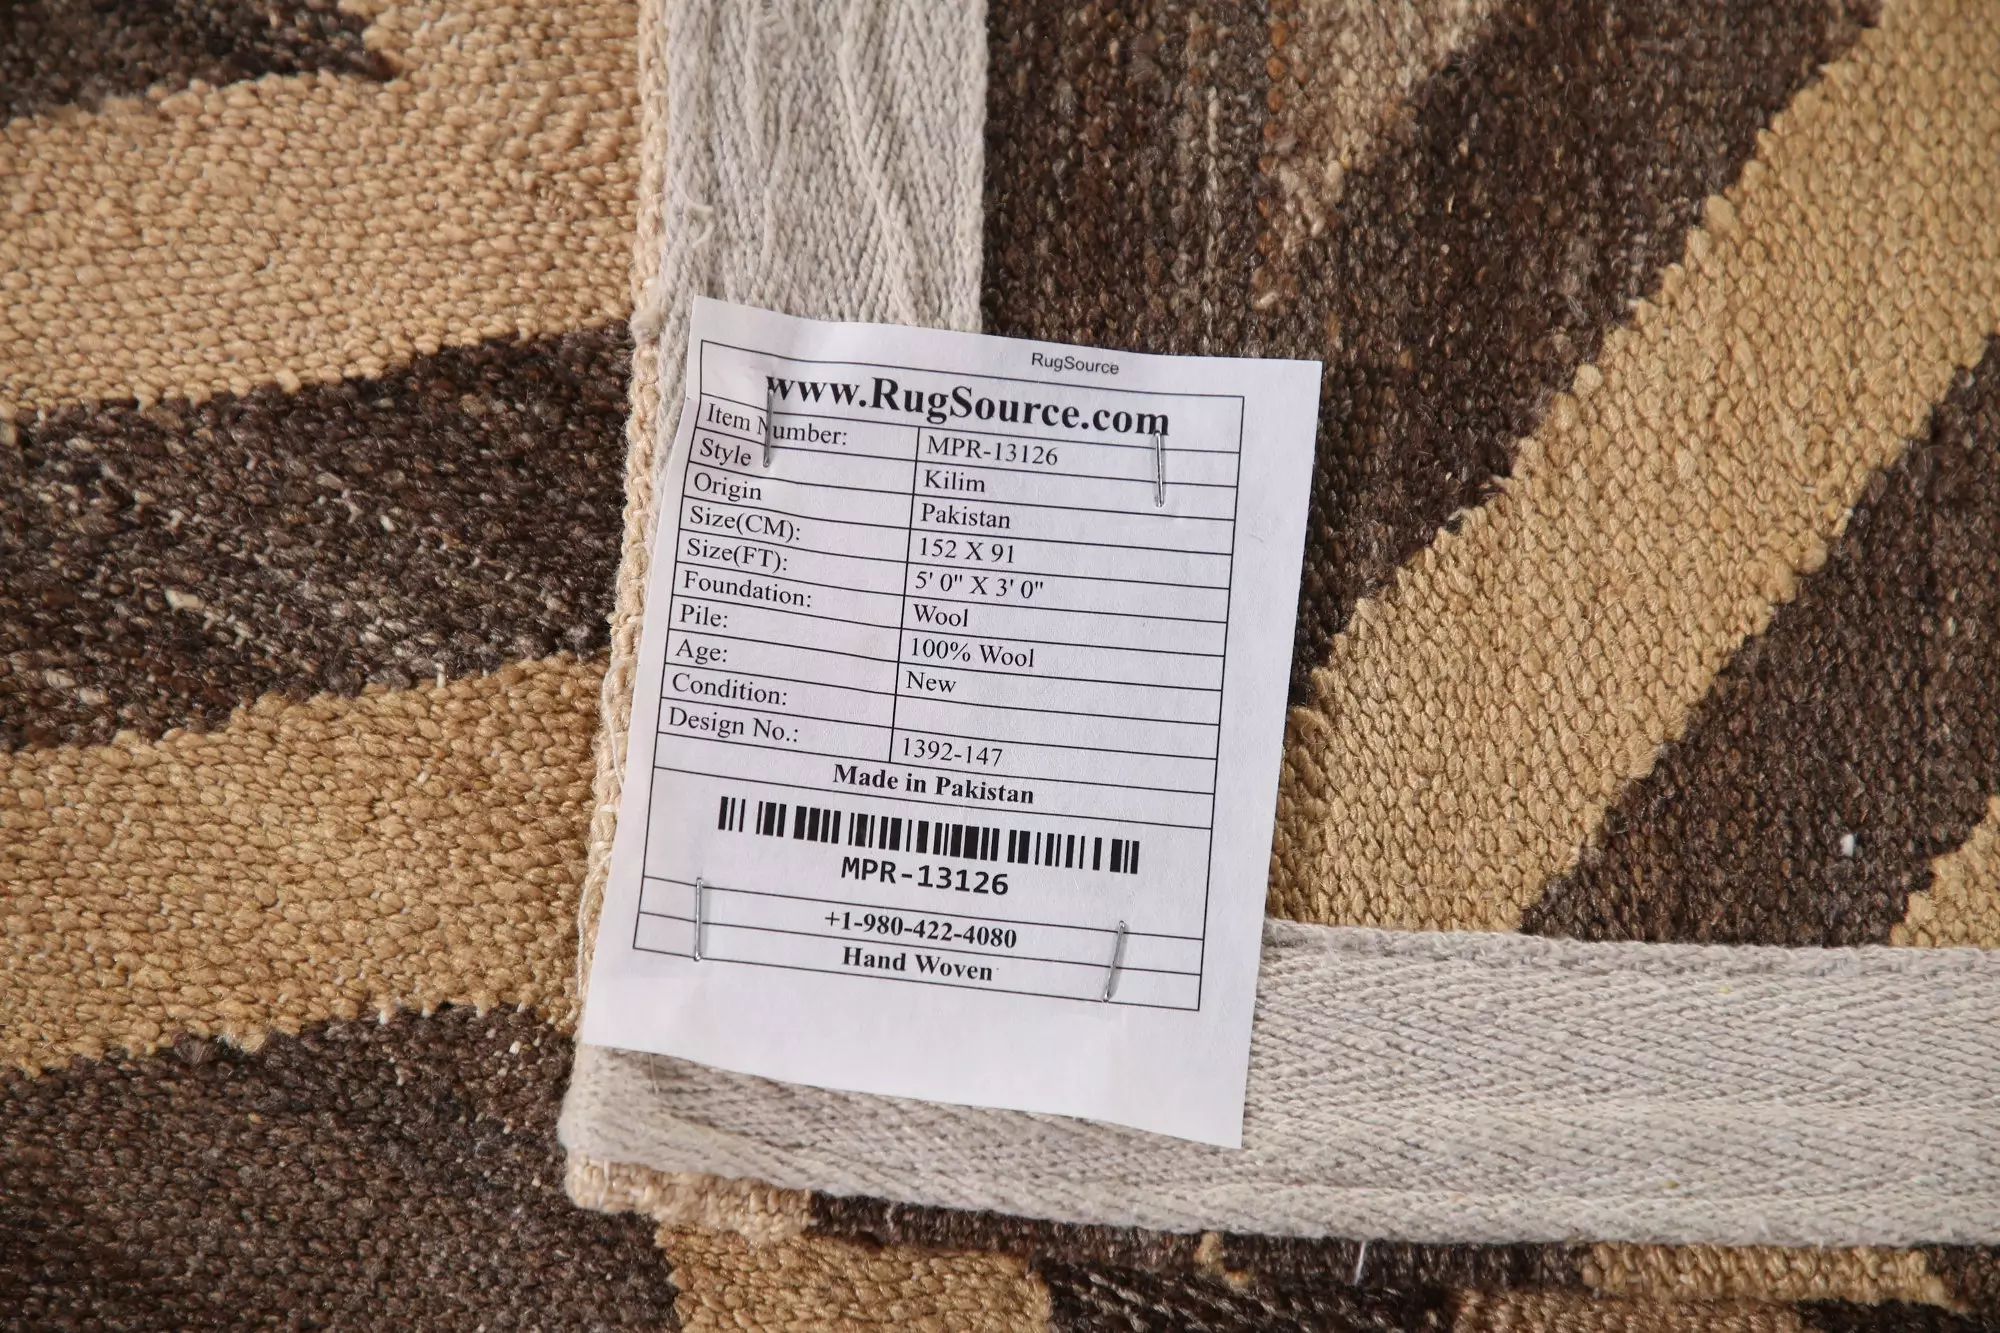 RugSource
www.RugSource.com
Item Number: MPR-13126
Style Kilim
Origin Pakistan
Size(CM): 152 X 91
Size(FT): 5' 0" X 3' 0"
Foundation: Wool
Pile: 100% Wool
Age: New
Condition:
Design No.: 1392-147
Made in Pakistan
MPR-13126
+1-980-422-4080
Hand Woven